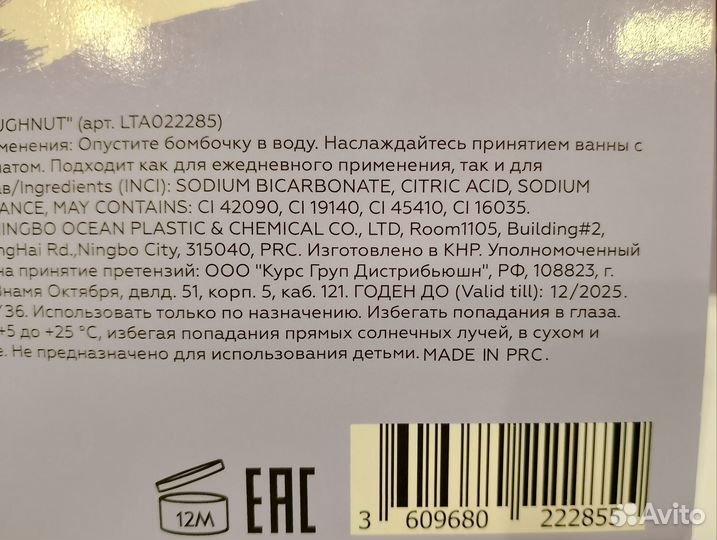 UGHNUT" (арт. LTA022285)
менения: Опустите бомбочку в воду. Наслаждайтесь принятием ванны с
иатом. Подходит как для ежедневного применения, так и для
ав/Ingredients (INCI): SODIUM BICARBONATE, CITRIC ACID, SODIUM
ANCE, MAY CONTAINS: CI 42090, CI 19140, CI 45410, CI 16035.
NINGBO OCEAN PLASTIC & CHEMICAL CO., LTD, Room1105, Building#2,
ngHai Rd.,Ningbo City, 315040, PRC. Изготовлено в КНР. Уполномоченный
на принятие претензий: ООО "Курс Груп Дистрибьюшн", РФ, 108823, г.
Знамя Октября, двлд. 51, корп. 5, каб. 121. ГОДЕН ДО (Valid till): 12/2025.
/36. Использовать только по назначению. Избегать попадания в глаза.
+5 до +25 °C, избегая попадания прямых солнечных лучей, в сухом и
е. Не предназначено для использования детьми. MADE IN PRC.
12M
EAC
3 609680 222855
Avito